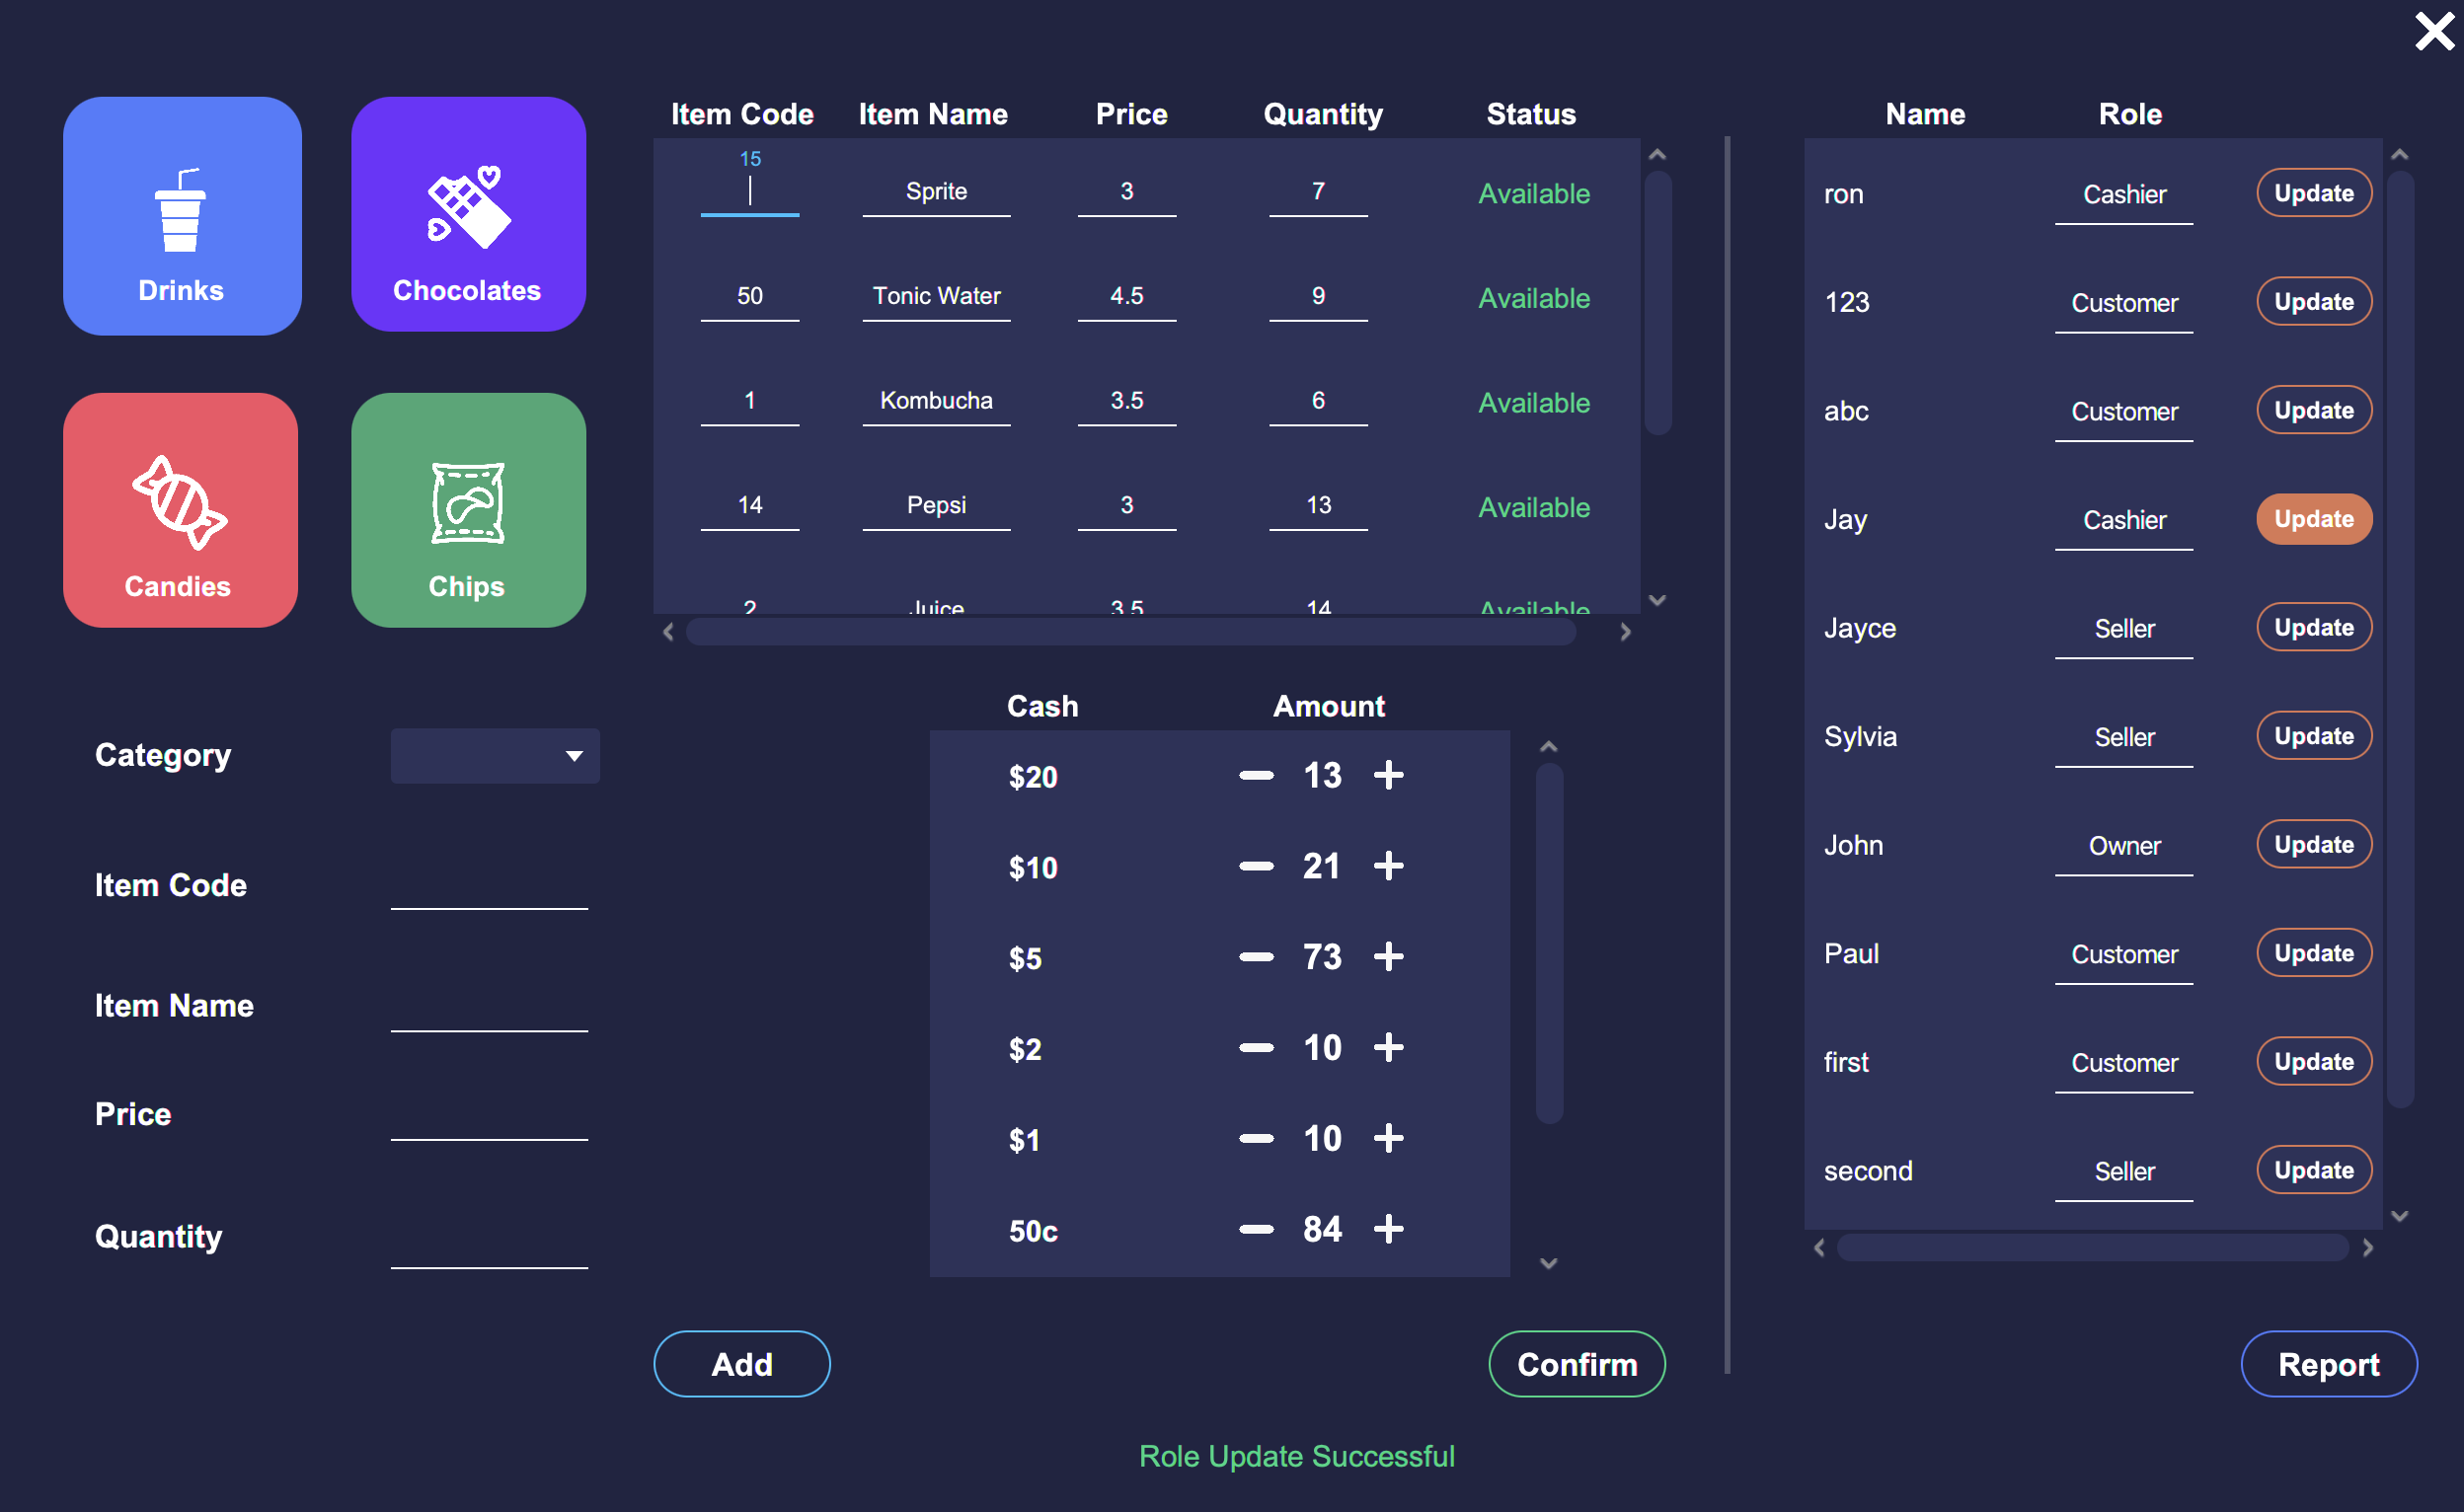 Drinks
Chocolates
Candies
Chips
Item Code Item Name Price Quantity Status
15 Sprite 3 7 Available
50 Tonic Water 4.5 9 Available
1 Kombucha 3.5 6 Available
14 Pepsi 3 13 Available
2 Juice 3.5 14 Available
Category
Item Code
Item Name
Price
Quantity
Cash Amount
$20 13
$10 21
$5 73
$2 10
$1 10
50c 84
Add
Confirm
Name Role
ron Cashier Update
123 Customer Update
abc Customer Update
Jay Cashier Update
Jayce Seller Update
Sylvia Seller Update
John Owner Update
Paul Customer Update
first Customer Update
second Seller Update
Report
Role Update Successful